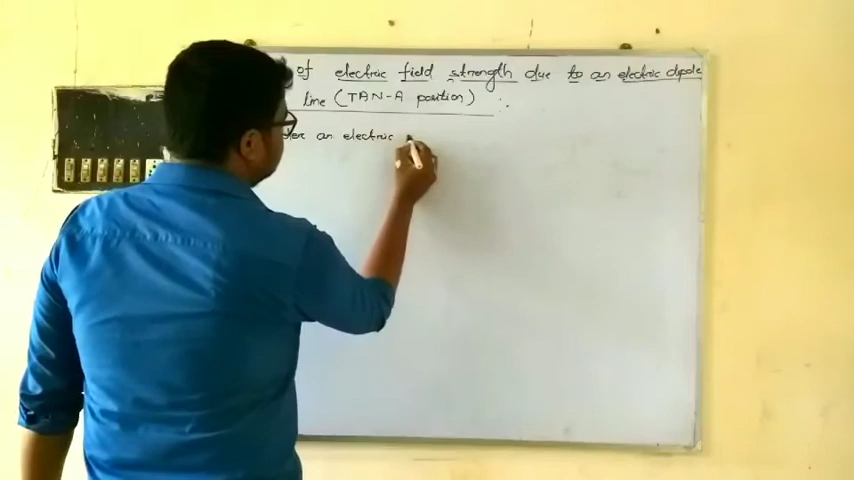 of electric field strength due to an electric dipole
line (TAN-A position) :.
an electric